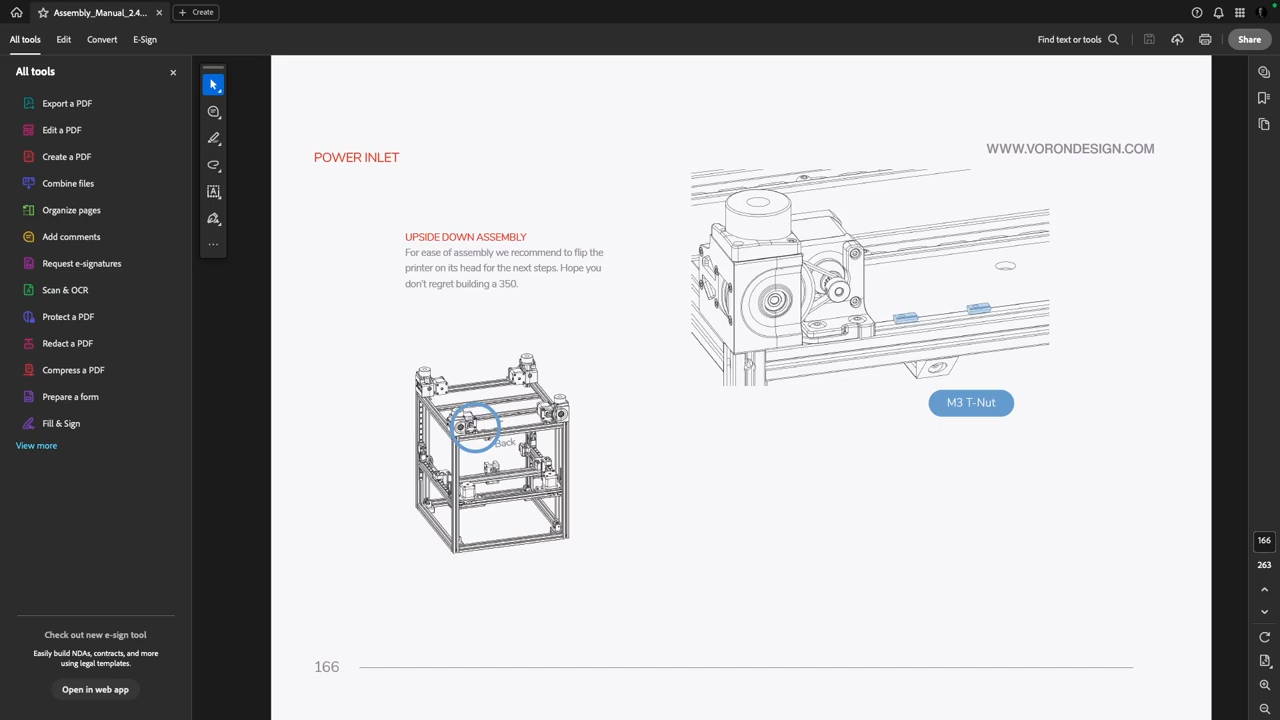 Assembly_Manual_2.4...
Create
All tools
Edit
Convert
E-Sign
Find text or tools
Share
All tools
Export a PDF
Edit a PDF
Create a PDF
Combine files
Organize pages
Add comments
Request e-signatures
Scan & OCR
Protect a PDF
Redact a PDF
Compress a PDF
Prepare a form
Fill & Sign
View more
Check out new e-sign tool
Easily build NDAs, contracts, and more
using legal templates.
Open in web app
POWER INLET
WWW.VORONDESIGN.COM
UPSIDE DOWN ASSEMBLY
For ease of assembly we recommend to flip the
printer on its head for the next steps. Hope you
don't regret building a 350.
Back
M3 T-Nut
166
166
263